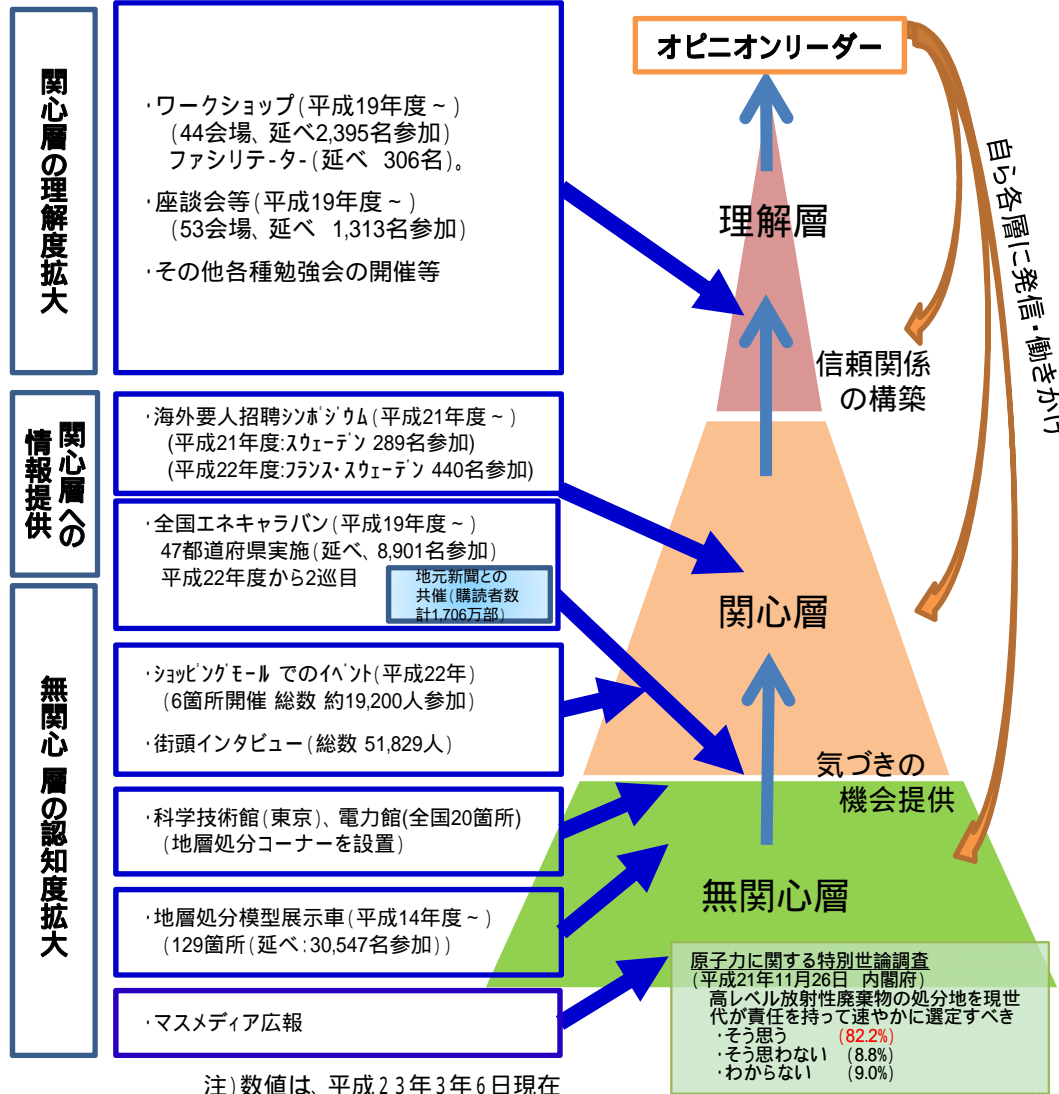 関心層の理解度拡大
・ワークショップ(平成19年度～)
(44会場、延べ2,395名参加)
ファシリテ-タ-(延べ 306名)。
・座談会等(平成19年度～)
(53会場、延べ 1,313名参加)
・その他各種勉強会の開催等
関心層への
情報提供
・海外要人招聘ｼﾝﾎﾟｼﾞｳﾑ(平成21年度～)
(平成21年度:ｽｳｪｰﾃﾞﾝ 289名参加)
(平成22年度:ﾌﾗﾝｽ・ｽｳｪｰﾃﾞﾝ 440名参加)
・全国エネキャラバン(平成19年度～)
47都道府県実施(延べ、8,901名参加)
平成22年度から2巡目
地元新聞との
共催(購読者数
計1,706万部)
無関心 層の認知度拡大
・ｼｮｯﾋﾟﾝｸﾞﾓｰﾙ でのｲﾍﾞﾝﾄ(平成22年)
(6箇所開催 総数 約19,200人参加)
・街頭インタビュー(総数 51,829人)
・科学技術館(東京)、電力館(全国20箇所)
(地層処分コーナーを設置)
・地層処分模型展示車(平成14年度～)
(129箇所(延べ:30,547名参加))
・マスメディア広報
注)数値は、平成23年3月6日現在
オピニオンリーダー
理解層
信頼関係
の構築
自ら各層に発信・働きかけ
関心層
気づきの
機会提供
無関心層
原子力に関する特別世論調査
(平成21年11月26日 内閣府)
高レベル放射性廃棄物の処分地を現世
代が責任を持って速やかに選定すべき
・そう思う (82.2%)
・そう思わない (8.8%)
・わからない (9.0%)